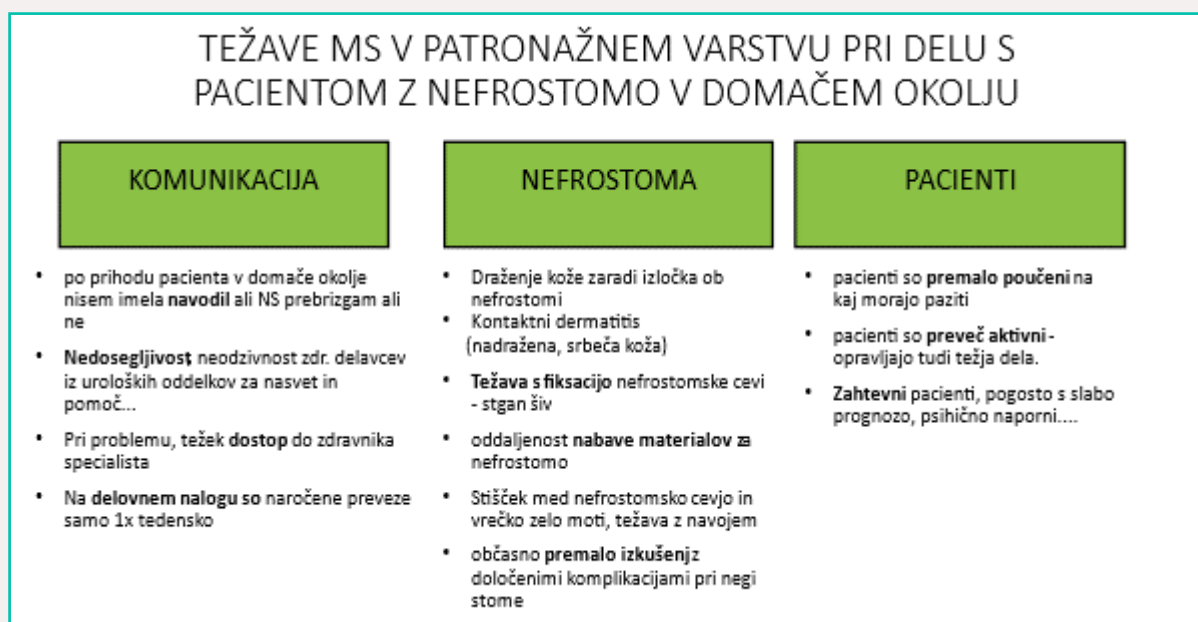 TEŽAVE MS V PATRONAŽNEM VARSTVU PRI DELU S
PACIENTOM Z NEFROSTOMO V DOMAČEM OKOLJU
KOMUNIKACIJA
• po prihodu pacienta v domače okolje
nisem imela navodil ali NS prebrizgam ali
ne
• Nedosegljivost, neodzivnost zdr. delavcev
iz uroloških oddelkov za nasvet in
pomoč...
• Pri problemu, težek dostop do zdravnika
specialista
• Na delovnem nalogu so naročene preveze
samo 1x tedensko
NEFROSTOMA
• Draženje kože zaradi izločka ob
nefrostomi
• Kontaktni dermatitis
(nadražena, srbeča koža)
• Težava s fiksacijo nefrostomske cevi
- stgan šiv
• oddaljenost nabave materialov za
nefrostomo
• Stišček med nefrostomsko cevjo in
vrečko zelo moti, težava z navojem
• občasno premalo izkušenj z
določenimi komplikacijami pri negi
stome
PACIENTI
• pacienti so premalo poučeni na
kaj morajo paziti
• pacienti so preveč aktivni -
opravljajo tudi težja dela.
• Zahtevni pacienti, pogosto s slabo
prognozo, psihično naporni....